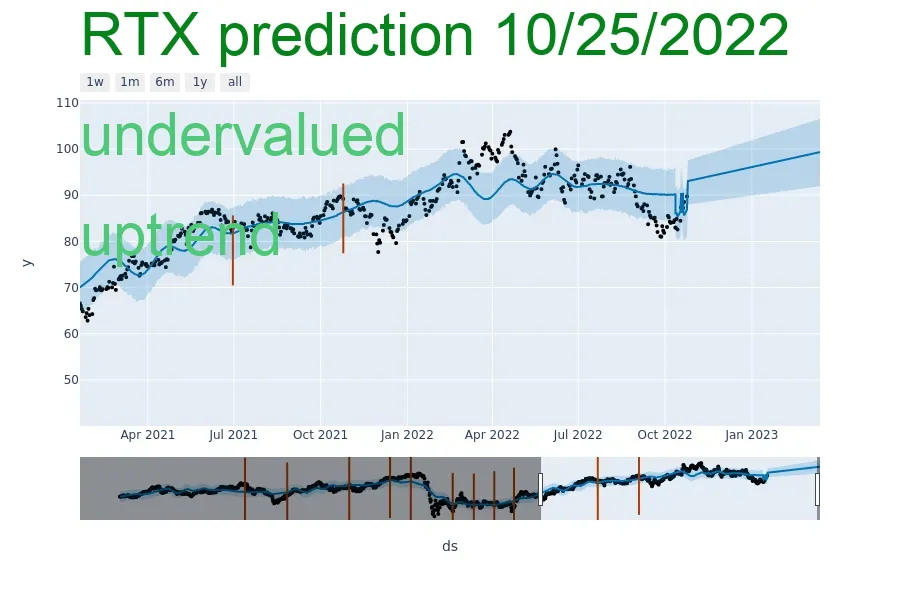 RTX prediction 10/25/2022
1w 1m 6m 1y all
110
undervalued
100
90
uptrend
80
y
70
60
50
Apr 2021 Jul 2021 Oct 2021 Jan 2022 Apr 2022 Jul 2022 Oct 2022 Jan 2023
ds